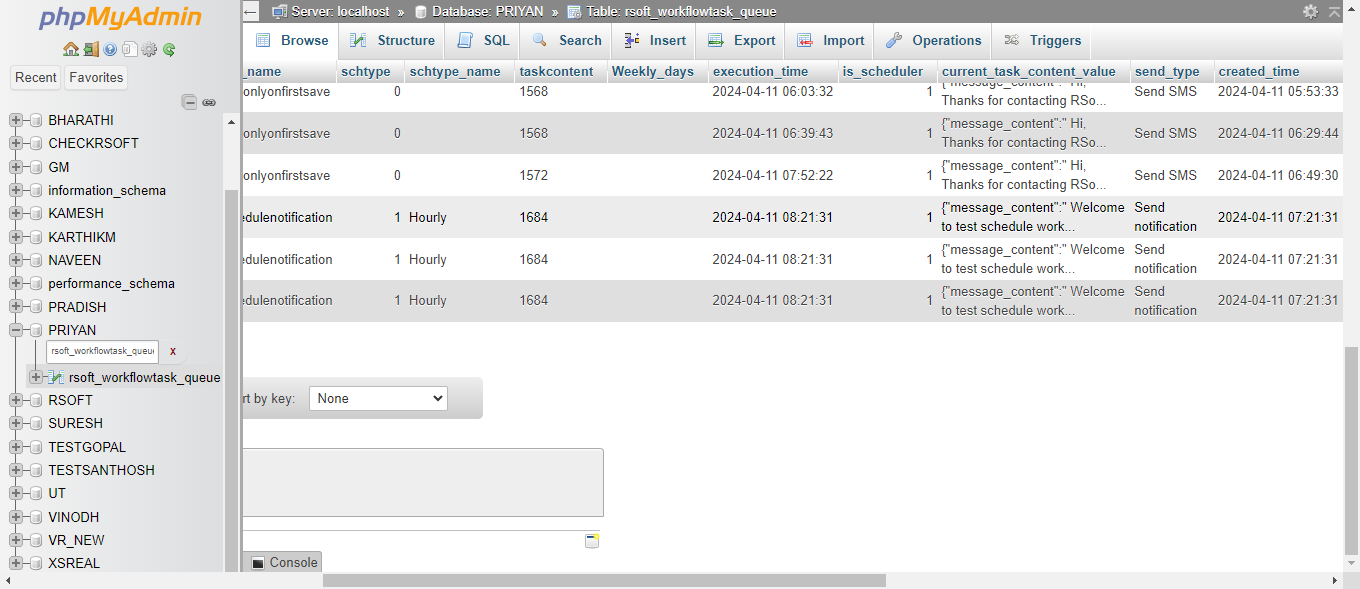 phpMyAdmin
Recent Favorites
BHARATHI
CHECKRSOFT
GM
information_schema
KAMESH
KARTHIKM
NAVEEN
performance_schema
PRADISH
PRIYAN
rsoft_workflowtask_queu
x
rsoft_workflowtask_queue
RSOFT
SURESH
TESTGOPAL
TESTSANTHOSH
UT
VINODH
VR_NEW
XSREAL
Server: localhost » Database: PRIYAN » Table: rsoft_workflowtask_queue
Browse Structure SQL Search Insert Export Import Operations Triggers
_name schtype schtype_name taskcontent Weekly_days execution_time is_scheduler current_task_content_value send_type created_time
onlyonfirstsave 0 1568 2024-04-11 06:03:32 1 {"message_content":" Hi, Send SMS 2024-04-11 05:53:33
Thanks for contacting RSo...
onlyonfirstsave 0 1568 2024-04-11 06:39:43 1 {"message_content":" Hi, Send SMS 2024-04-11 06:29:44
Thanks for contacting RSo...
onlyonfirstsave 0 1572 2024-04-11 07:52:22 1 {"message_content":" Hi, Send SMS 2024-04-11 06:49:30
Thanks for contacting RSo...
edulenotification 1 Hourly 1684 2024-04-11 08:21:31 1 {"message_content":" Welcome Send 2024-04-11 07:21:31
to test schedule work... notification
edulenotification 1 Hourly 1684 2024-04-11 08:21:31 1 {"message_content":" Welcome Send 2024-04-11 07:21:31
to test schedule work... notification
edulenotification 1 Hourly 1684 2024-04-11 08:21:31 1 {"message_content":" Welcome Send 2024-04-11 07:21:31
to test schedule work... notification
rt by key: None
Console